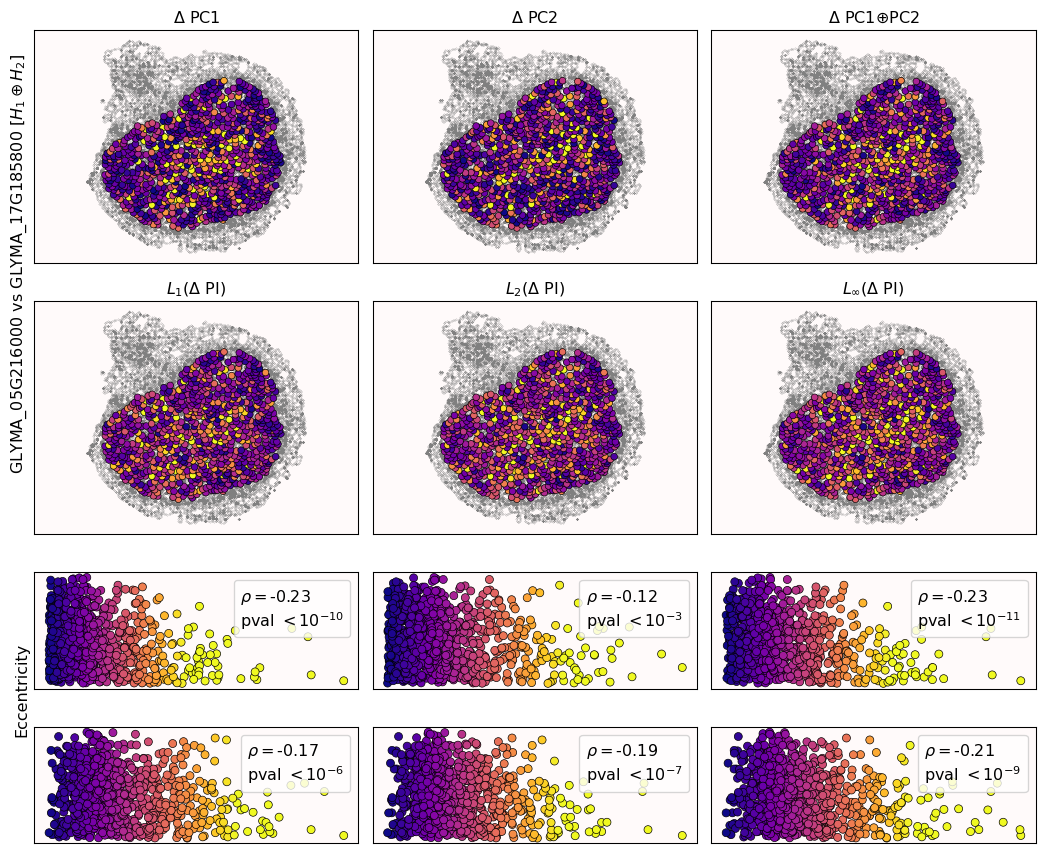 Δ PC1
Δ PC2
Δ PC1⊕PC2
GLYMA_05G216000 vs GLYMA_17G185800 [H₁ ⊕ H₂]
L₁(Δ PI)
L₂(Δ PI)
L∞(Δ PI)
Eccentricity
ρ = -0.23
pval < 10⁻¹⁰
ρ = -0.12
pval < 10⁻³
ρ = -0.23
pval < 10⁻¹¹
ρ = -0.17
pval < 10⁻⁶
ρ = -0.19
pval < 10⁻⁷
ρ = -0.21
pval < 10⁻⁹